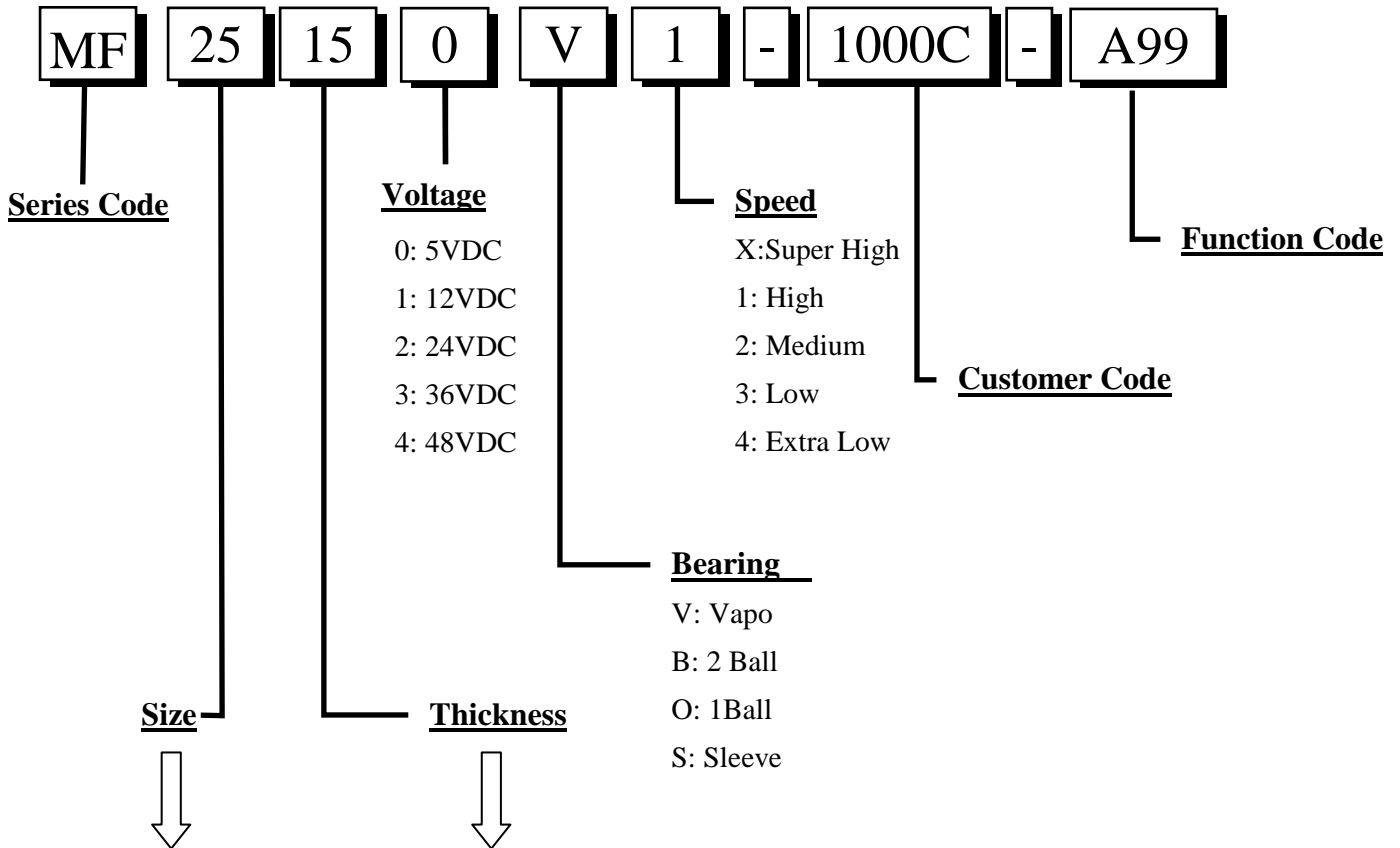 MF 25 15 0 V 1 - 1000C - A99
Series Code
Voltage
0: 5VDC
1: 12VDC
2: 24VDC
3: 36VDC
4: 48VDC
Speed
X:Super High
1: High
2: Medium
3: Low
4: Extra Low
Function Code
Customer Code
Bearing
V: Vapo
B: 2 Ball
O: 1Ball
S: Sleeve
Size
Thickness